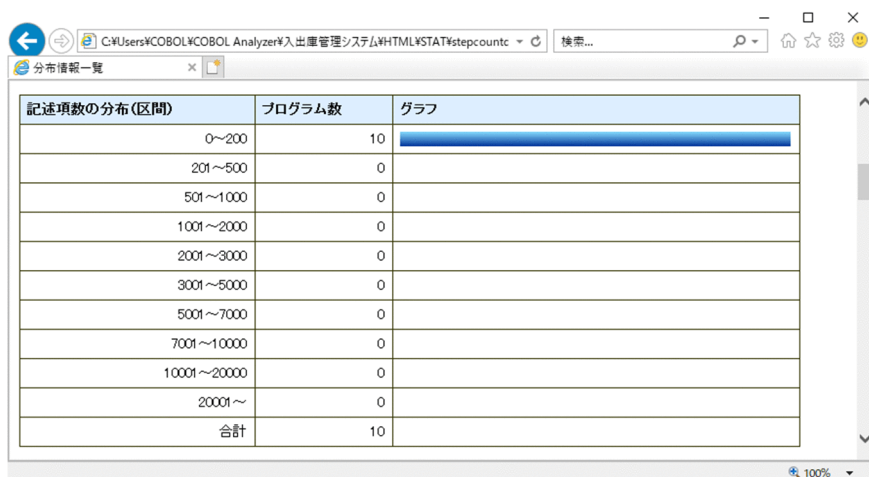 C:¥Users¥COBOL¥COBOL Analyzer¥入出庫管理システム¥HTML¥STAT¥stepcountc 検索...
分布情報一覧
記述項数の分布(区間) プログラム数 グラフ
0～200 10
201～500 0
501～1000 0
1001～2000 0
2001～3000 0
3001～5000 0
5001～7000 0
7001～10000 0
10001～20000 0
20001～ 0
合計 10
100%